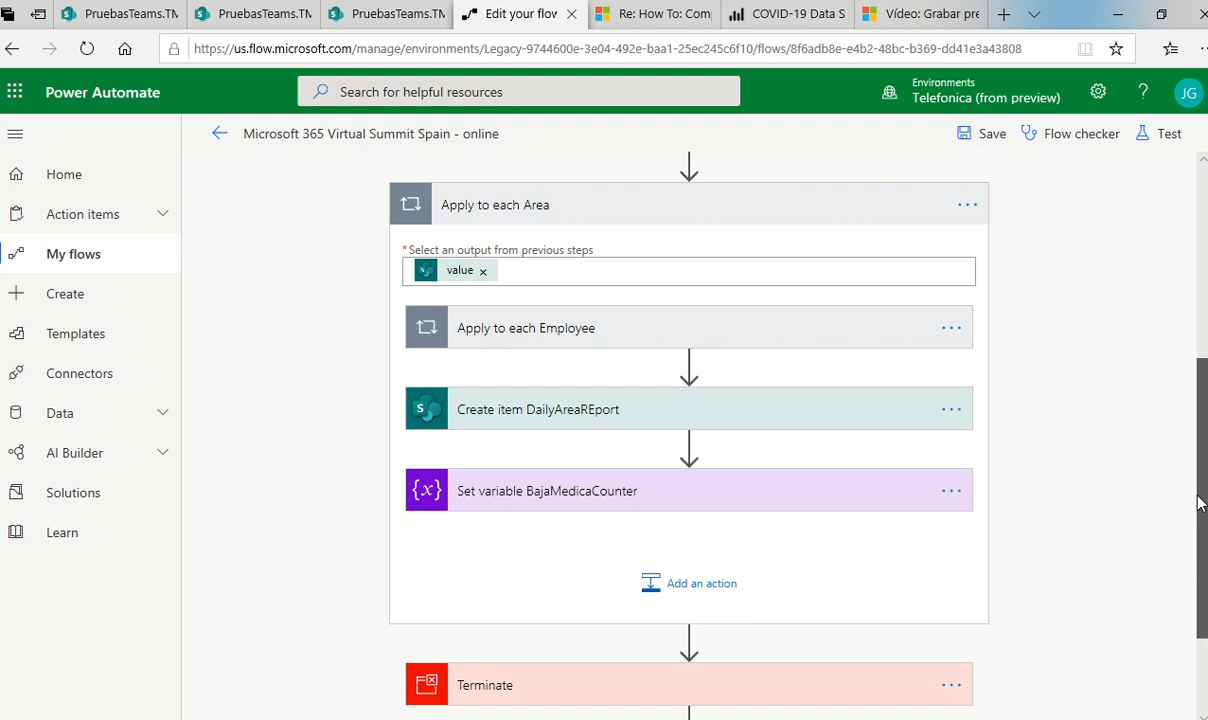 PruebasTeams.TM
PruebasTeams.TM
PruebasTeams.TM
Edit your flow
Re: How To: Com
COVID-19 Data S
Vídeo: Grabar pre
https://us.flow.microsoft.com/manage/environments/Legacy-9744600e-3e04-492e-baa1-25ec245c6f10/flows/8f6adb8e-e4b2-48bc-b369-dd41e3a43808
Power Automate
Search for helpful resources
Environments
Telefonica (from preview)
?
JG
Microsoft 365 Virtual Summit Spain - online
Save
Flow checker
Test
Home
Action items
My flows
Create
Templates
Connectors
Data
AI Builder
Solutions
Learn
Apply to each Area
* Select an output from previous steps
value ×
Apply to each Employee
Create item DailyAreaREport
{x} Set variable BajaMedicaCounter
Add an action
Terminate